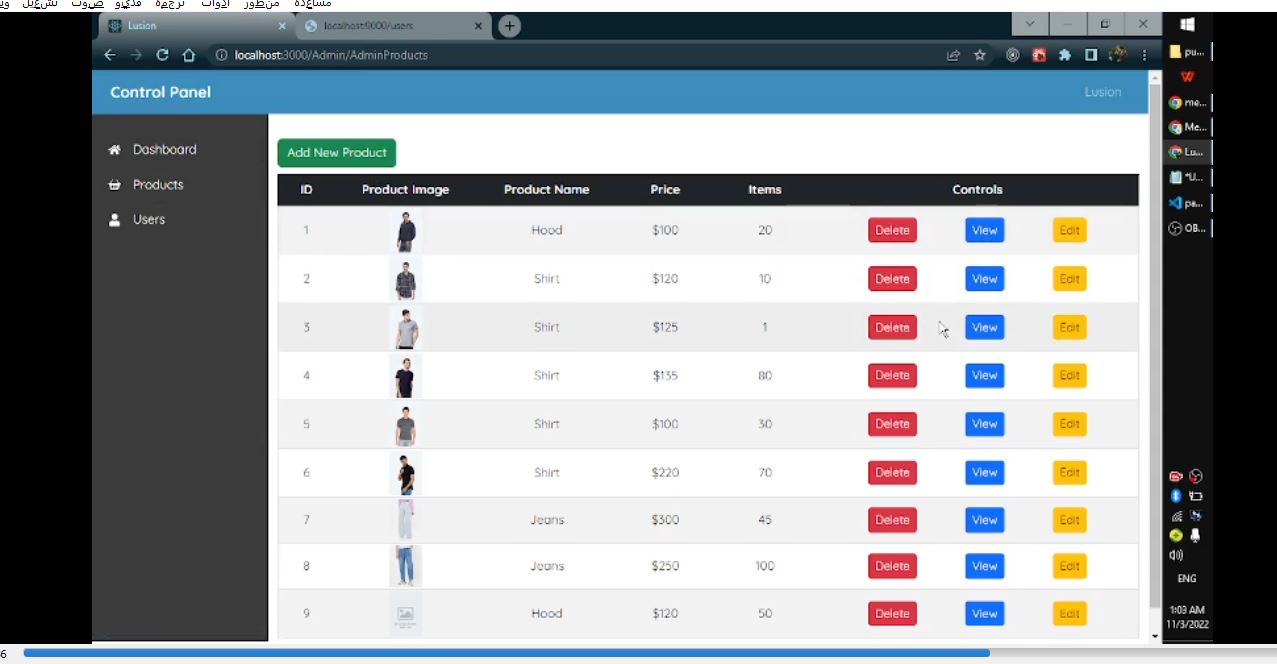 مساعدة منظور أدوات ترجمة فيديو صوت تشغيل
Lusion
localhost:9000/users
localhost:3000/Admin/AdminProducts
Control Panel Lusion
Dashboard
Products
Users
Add New Product
ID Product Image Product Name Price Items Controls
1 Hood $100 20 Delete View Edit
2 Shirt $120 10 Delete View Edit
3 Shirt $125 1 Delete View Edit
4 Shirt $135 80 Delete View Edit
5 Shirt $100 30 Delete View Edit
6 Shirt $220 70 Delete View Edit
7 Jeans $300 45 Delete View Edit
8 Jeans $250 100 Delete View Edit
9 Hood $120 50 Delete View Edit
pu...
me...
Me...
Lu...
*U...
pa...
OB...
ENG
1:03 AM
11/3/2022